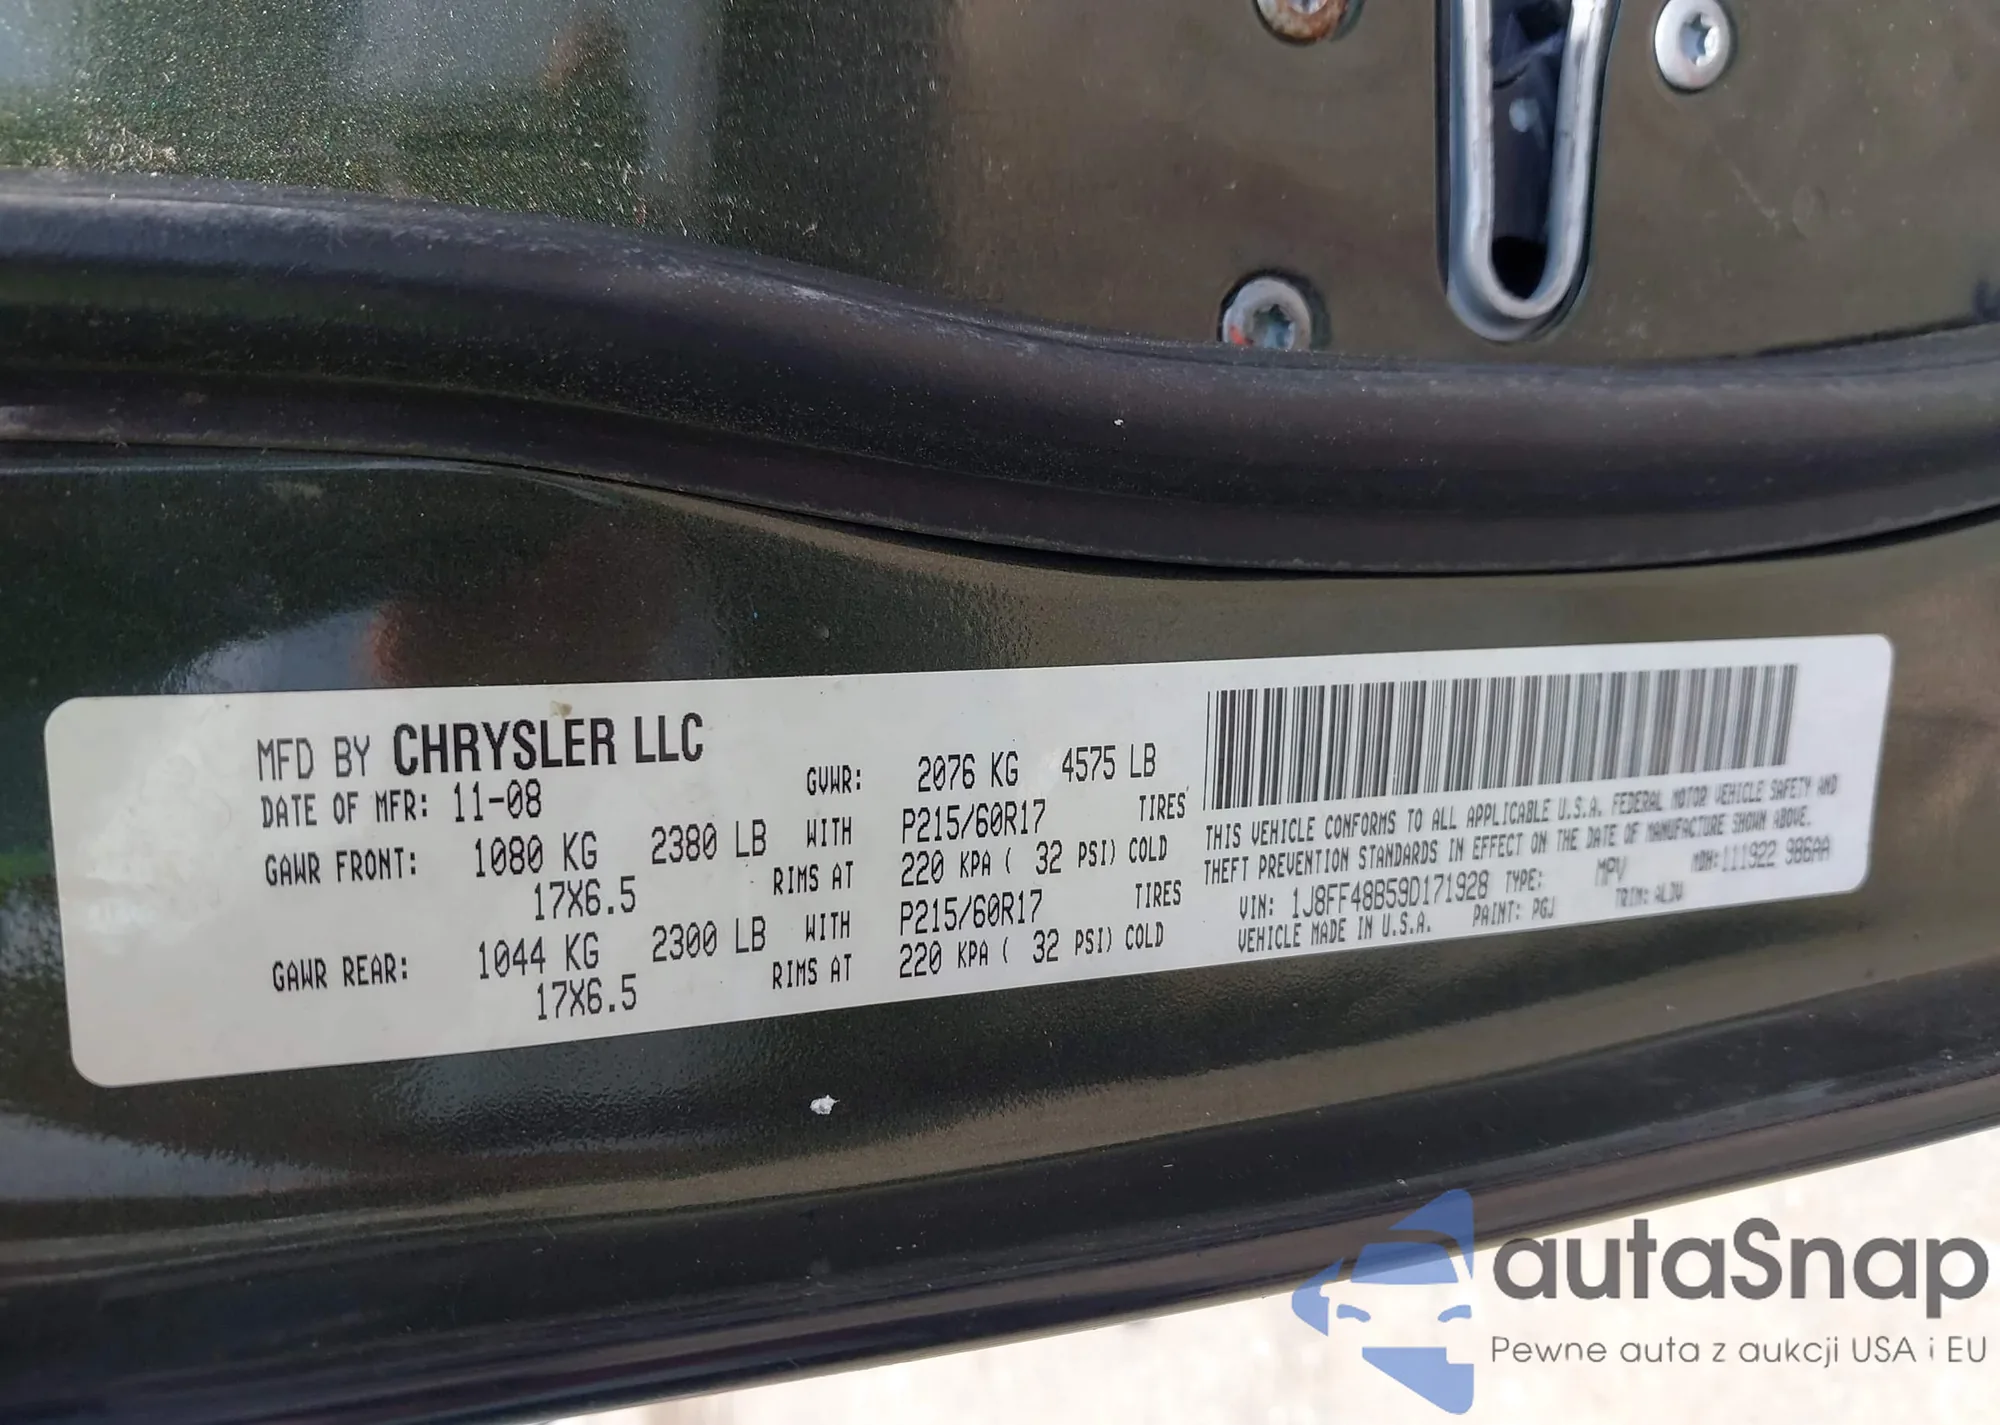 MFD BY CHRYSLER LLC
DATE OF MFR: 11-08
GVWR: 2076 KG 4575 LB
GAWR FRONT: 1080 KG 2380 LB WITH P215/60R17 TIRES
17X6.5 RIMS AT 220 KPA ( 32 PSI) COLD
GAWR REAR: 1044 KG 2300 LB WITH P215/60R17 TIRES
17X6.5 RIMS AT 220 KPA ( 32 PSI) COLD
THIS VEHICLE CONFORMS TO ALL APPLICABLE U.S.A. FEDERAL MOTOR VEHICLE SAFETY AND
THEFT PREVENTION STANDARDS IN EFFECT ON THE DATE OF MANUFACTURE SHOWN ABOVE.
VIN: 1J8FF48B59D171928 TYPE: MPV MDH:111922 986AA
VEHICLE MADE IN U.S.A. PAINT: PGJ TRIM:
autaSnap
Pewne auta z aukcji USA i EU